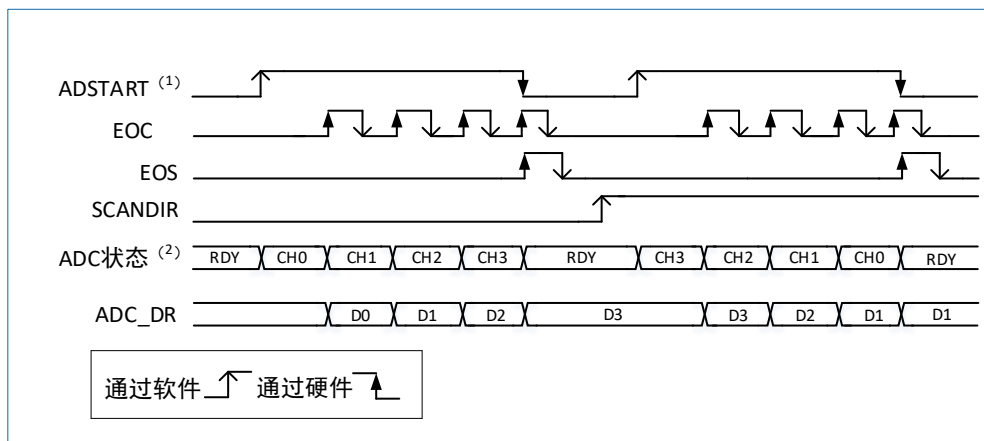 ADSTART（1）
EOC
EOS
SCANDIR
ADC状态（2） RDY CH0 CH1 CH2 CH3 RDY CH3 CH2 CH1 CH0 RDY
ADC_DR D0 D1 D2 D3 D3 D2 D1 D1
通过软件 通过硬件